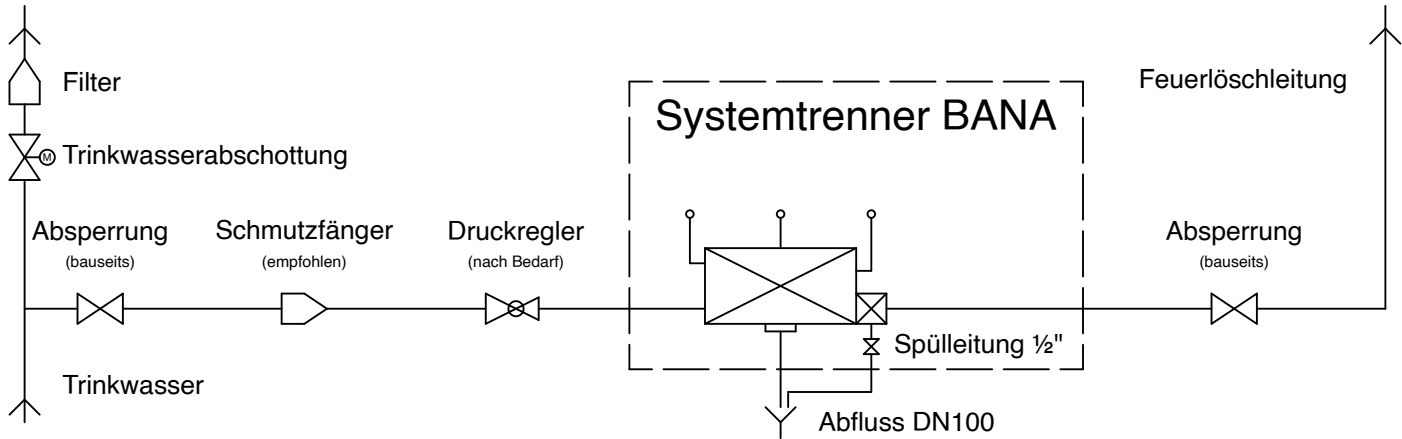 Filter
Feuerlöschleitung
Systemtrenner BANA
M
Trinkwasserabschottung
Absperrung
(bauseits)
Schmutzfänger
(empfohlen)
Druckregler
(nach Bedarf)
Absperrung
(bauseits)
Spülleitung ½"
Trinkwasser
Abfluss DN100